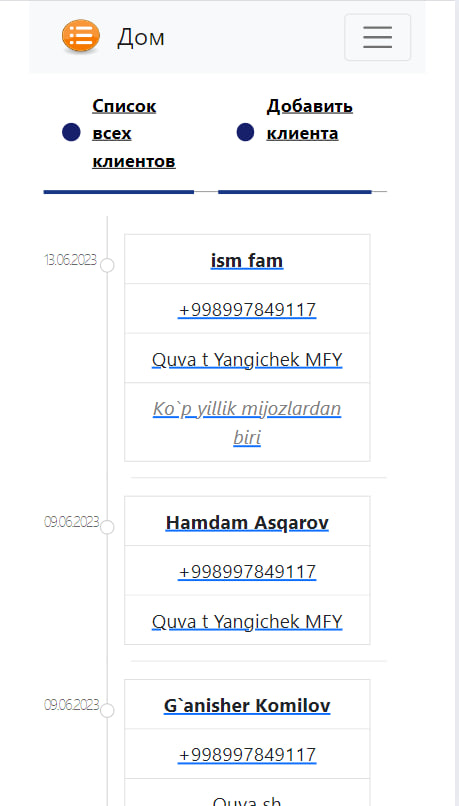 Дом
Список
всех
клиентов
Добавить
клиента
13.06.2023
ism fam
+998997849117
Quva t Yangichek MFY
Ko`p yillik mijozlardan
biri
09.06.2023
Hamdam Asqarov
+998997849117
Quva t Yangichek MFY
09.06.2023
G`anisher Komilov
+998997849117
Quva sh